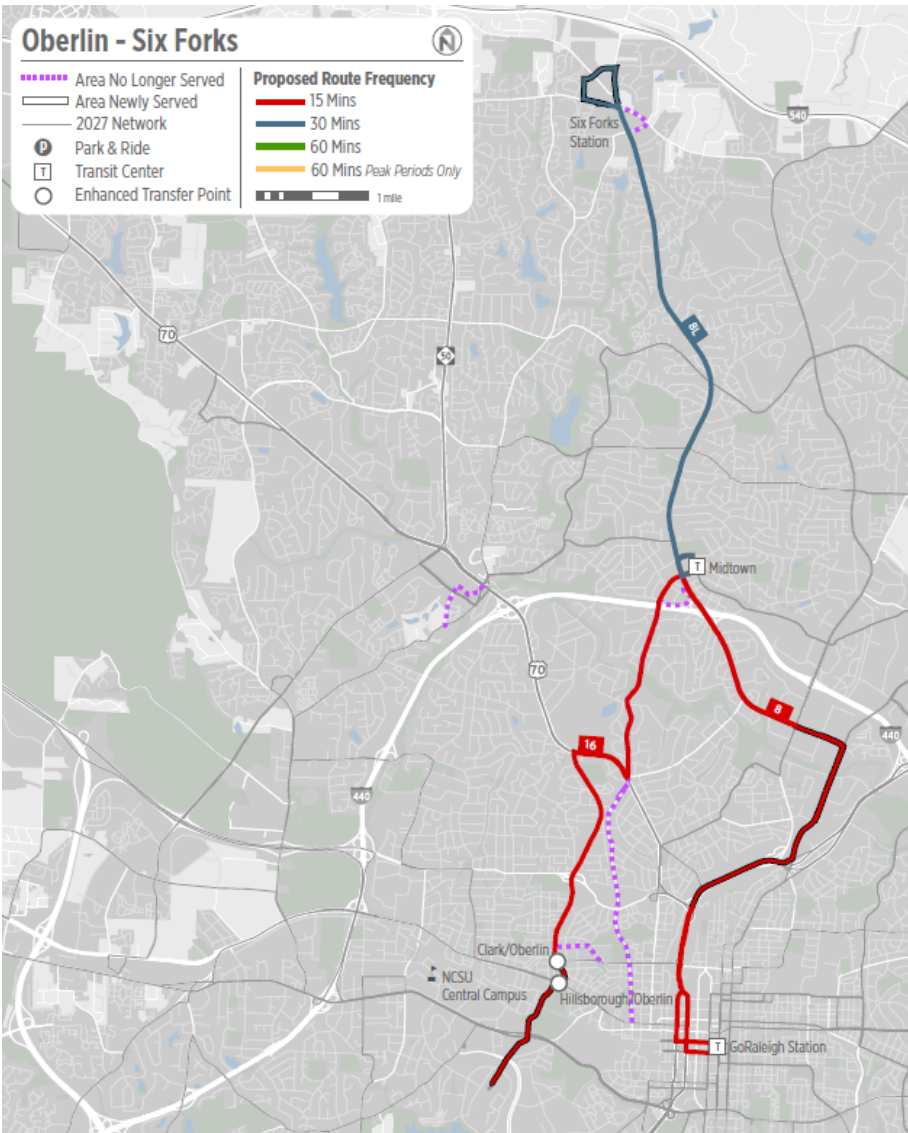 Oberlin - Six Forks
N
Area No Longer Served
Area Newly Served
2027 Network
P
Park & Ride
T
Transit Center
Enhanced Transfer Point
Proposed Route Frequency
15 Mins
30 Mins
60 Mins
60 Mins Peak Periods Only
1 mile
540
Six Forks
Station
70
50
8L
T
Midtown
70
8
440
16
440
Clark/Oberlin
NCSU
Central Campus
Hillsborough/Oberlin
T
GoRaleigh Station